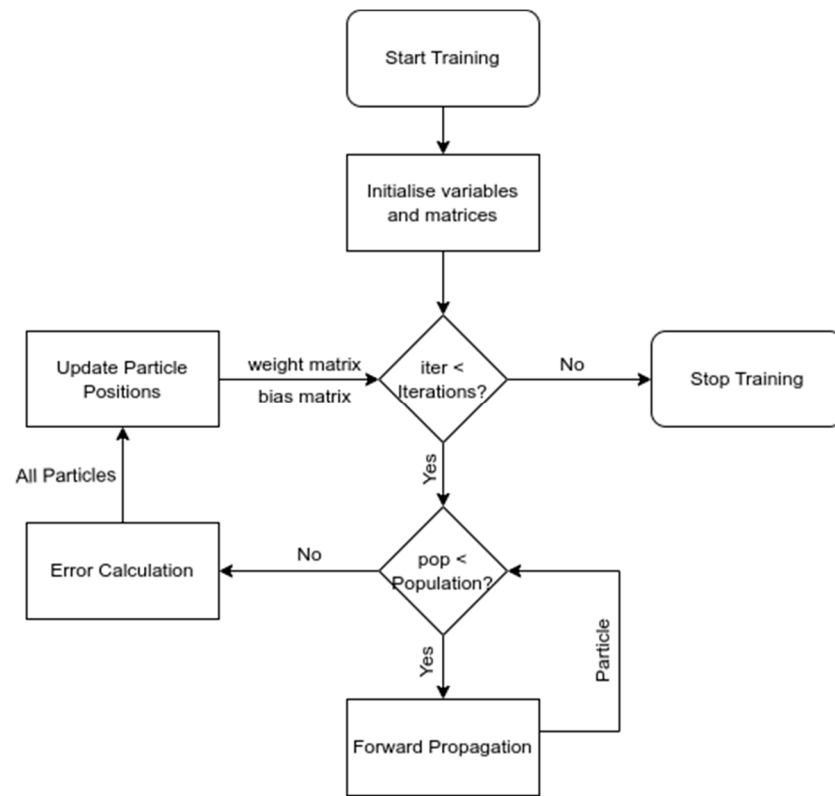 Start Training
Initialise variables
and matrices
Update Particle
Positions
weight matrix
bias matrix
iter <
Iterations?
No
Stop Training
All Particles
Yes
Error Calculation
No
pop <
Population?
Yes
Particle
Forward Propagation